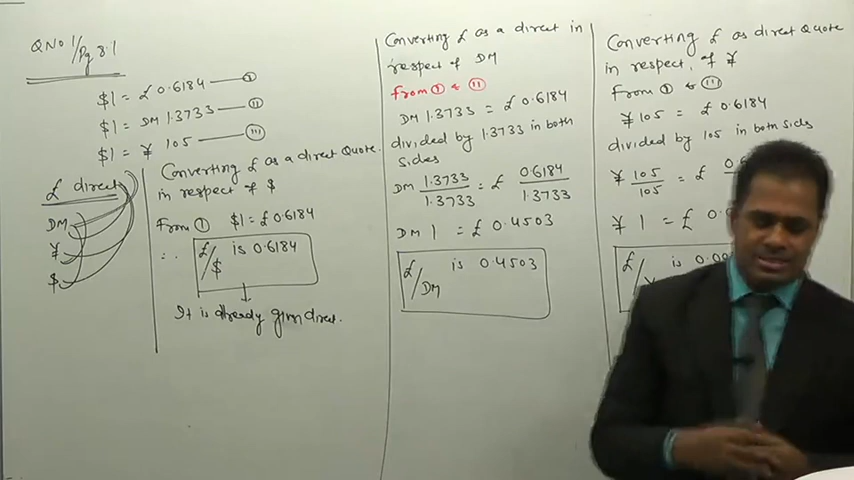 QNo 1/Pg 8.1
$1 = £ 0.6184 — (i)
$1 = DM 1.3733 — (ii)
$1 = ¥ 105 — (iii)
£ direct
DM
¥
$
Converting £ as a direct Quote.
in respect of $
From (i) $1 = £ 0.6184
∴ £/$ is 0.6184
It is already given direct.
Converting £ as a direct in
respect of DM
from (i) & (ii)
DM 1.3733 = £ 0.6184
divided by 1.3733 in both
sides
DM 1.3733/1.3733 = £ 0.6184/1.3733
DM 1 = £ 0.4503
£/DM is 0.4503
Converting £ as direct Quote
in respect of ¥
From (i) & (iii)
¥ 105 = £ 0.6184
divided by 105 in both sids
¥ 105/105 = £
¥ 1 = £
£/ is